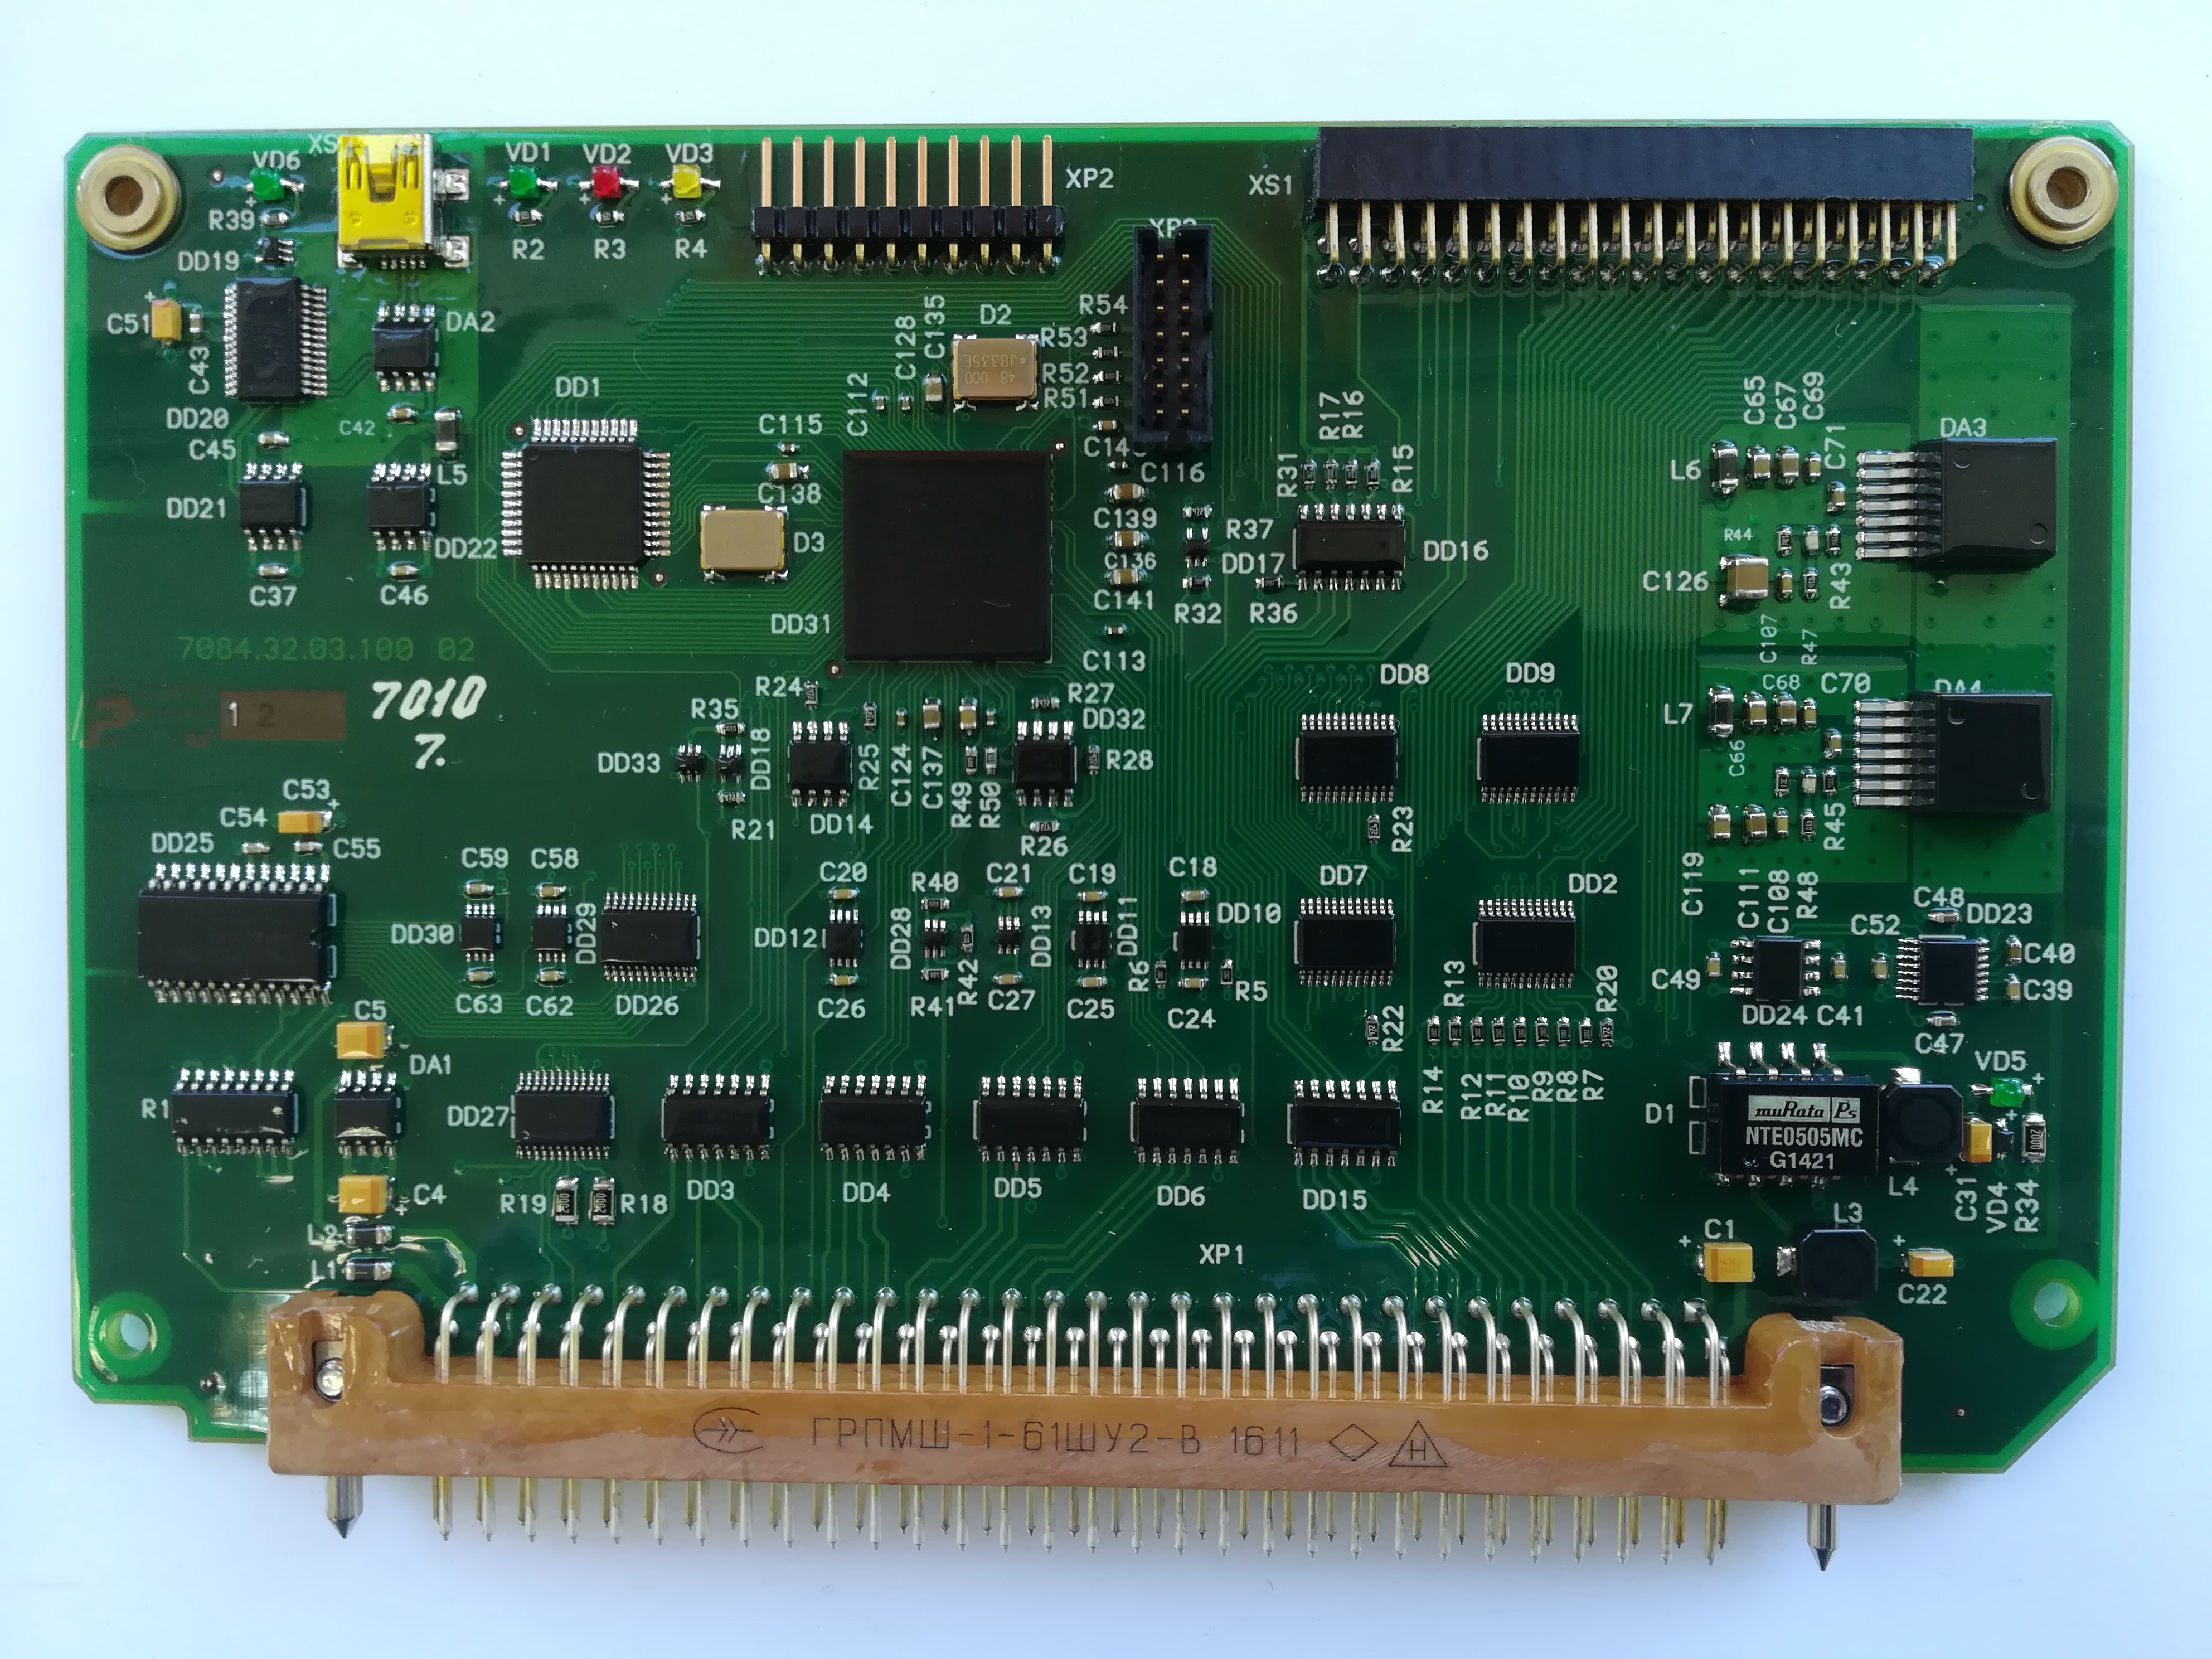 XS
VD6
VD1
VD2
VD3
XP2
XS1
R39
R2
R3
R4
DD19
C51
C43
DA2
DD20
C42
C45
L5
DD21
DD22
C37
C46
DD1
D2
C128
C135
C112
R54
R53
R52
R51
C115
C138
D3
DD31
C116
C139
C136
C141
C113
R37
DD17
R32
R36
R31
R17
R16
R15
DD16
C65
C67
C69
C71
DA3
L6
R44
C126
R43
C107
R47
C68
C70
L7
C66
R45
C119
C111
C108
R48
7084.32.03.100 02
12
7010
7.
R24
R35
DD33
DD18
R21
DD14
R25
C124
C137
R49
R50
R27
DD32
R28
R26
DD8
DD9
R23
DD7
DD2
C53
C54
C55
DD25
C59
C58
DD30
DD29
C63
C62
DD26
C20
DD12
C26
R40
DD28
R41
R42
C21
DD13
C27
C19
DD11
C25
C18
DD10
R6
R5
C24
R22
R13
R20
R14
R12
R11
R10
R9
R8
R7
C48
DD23
C52
C40
C39
C49
DD24
C41
C47
VD5
C5
DA1
R1
DD27
C4
R19
R18
DD3
DD4
DD5
DD6
DD15
D1
muRata Ps
NTE0505MC
G1421
L4
C31
VD4
R34
L2
L1
XP1
C1
L3
C22
ГРПМШ-1-61ШУ2-В 1611
Н